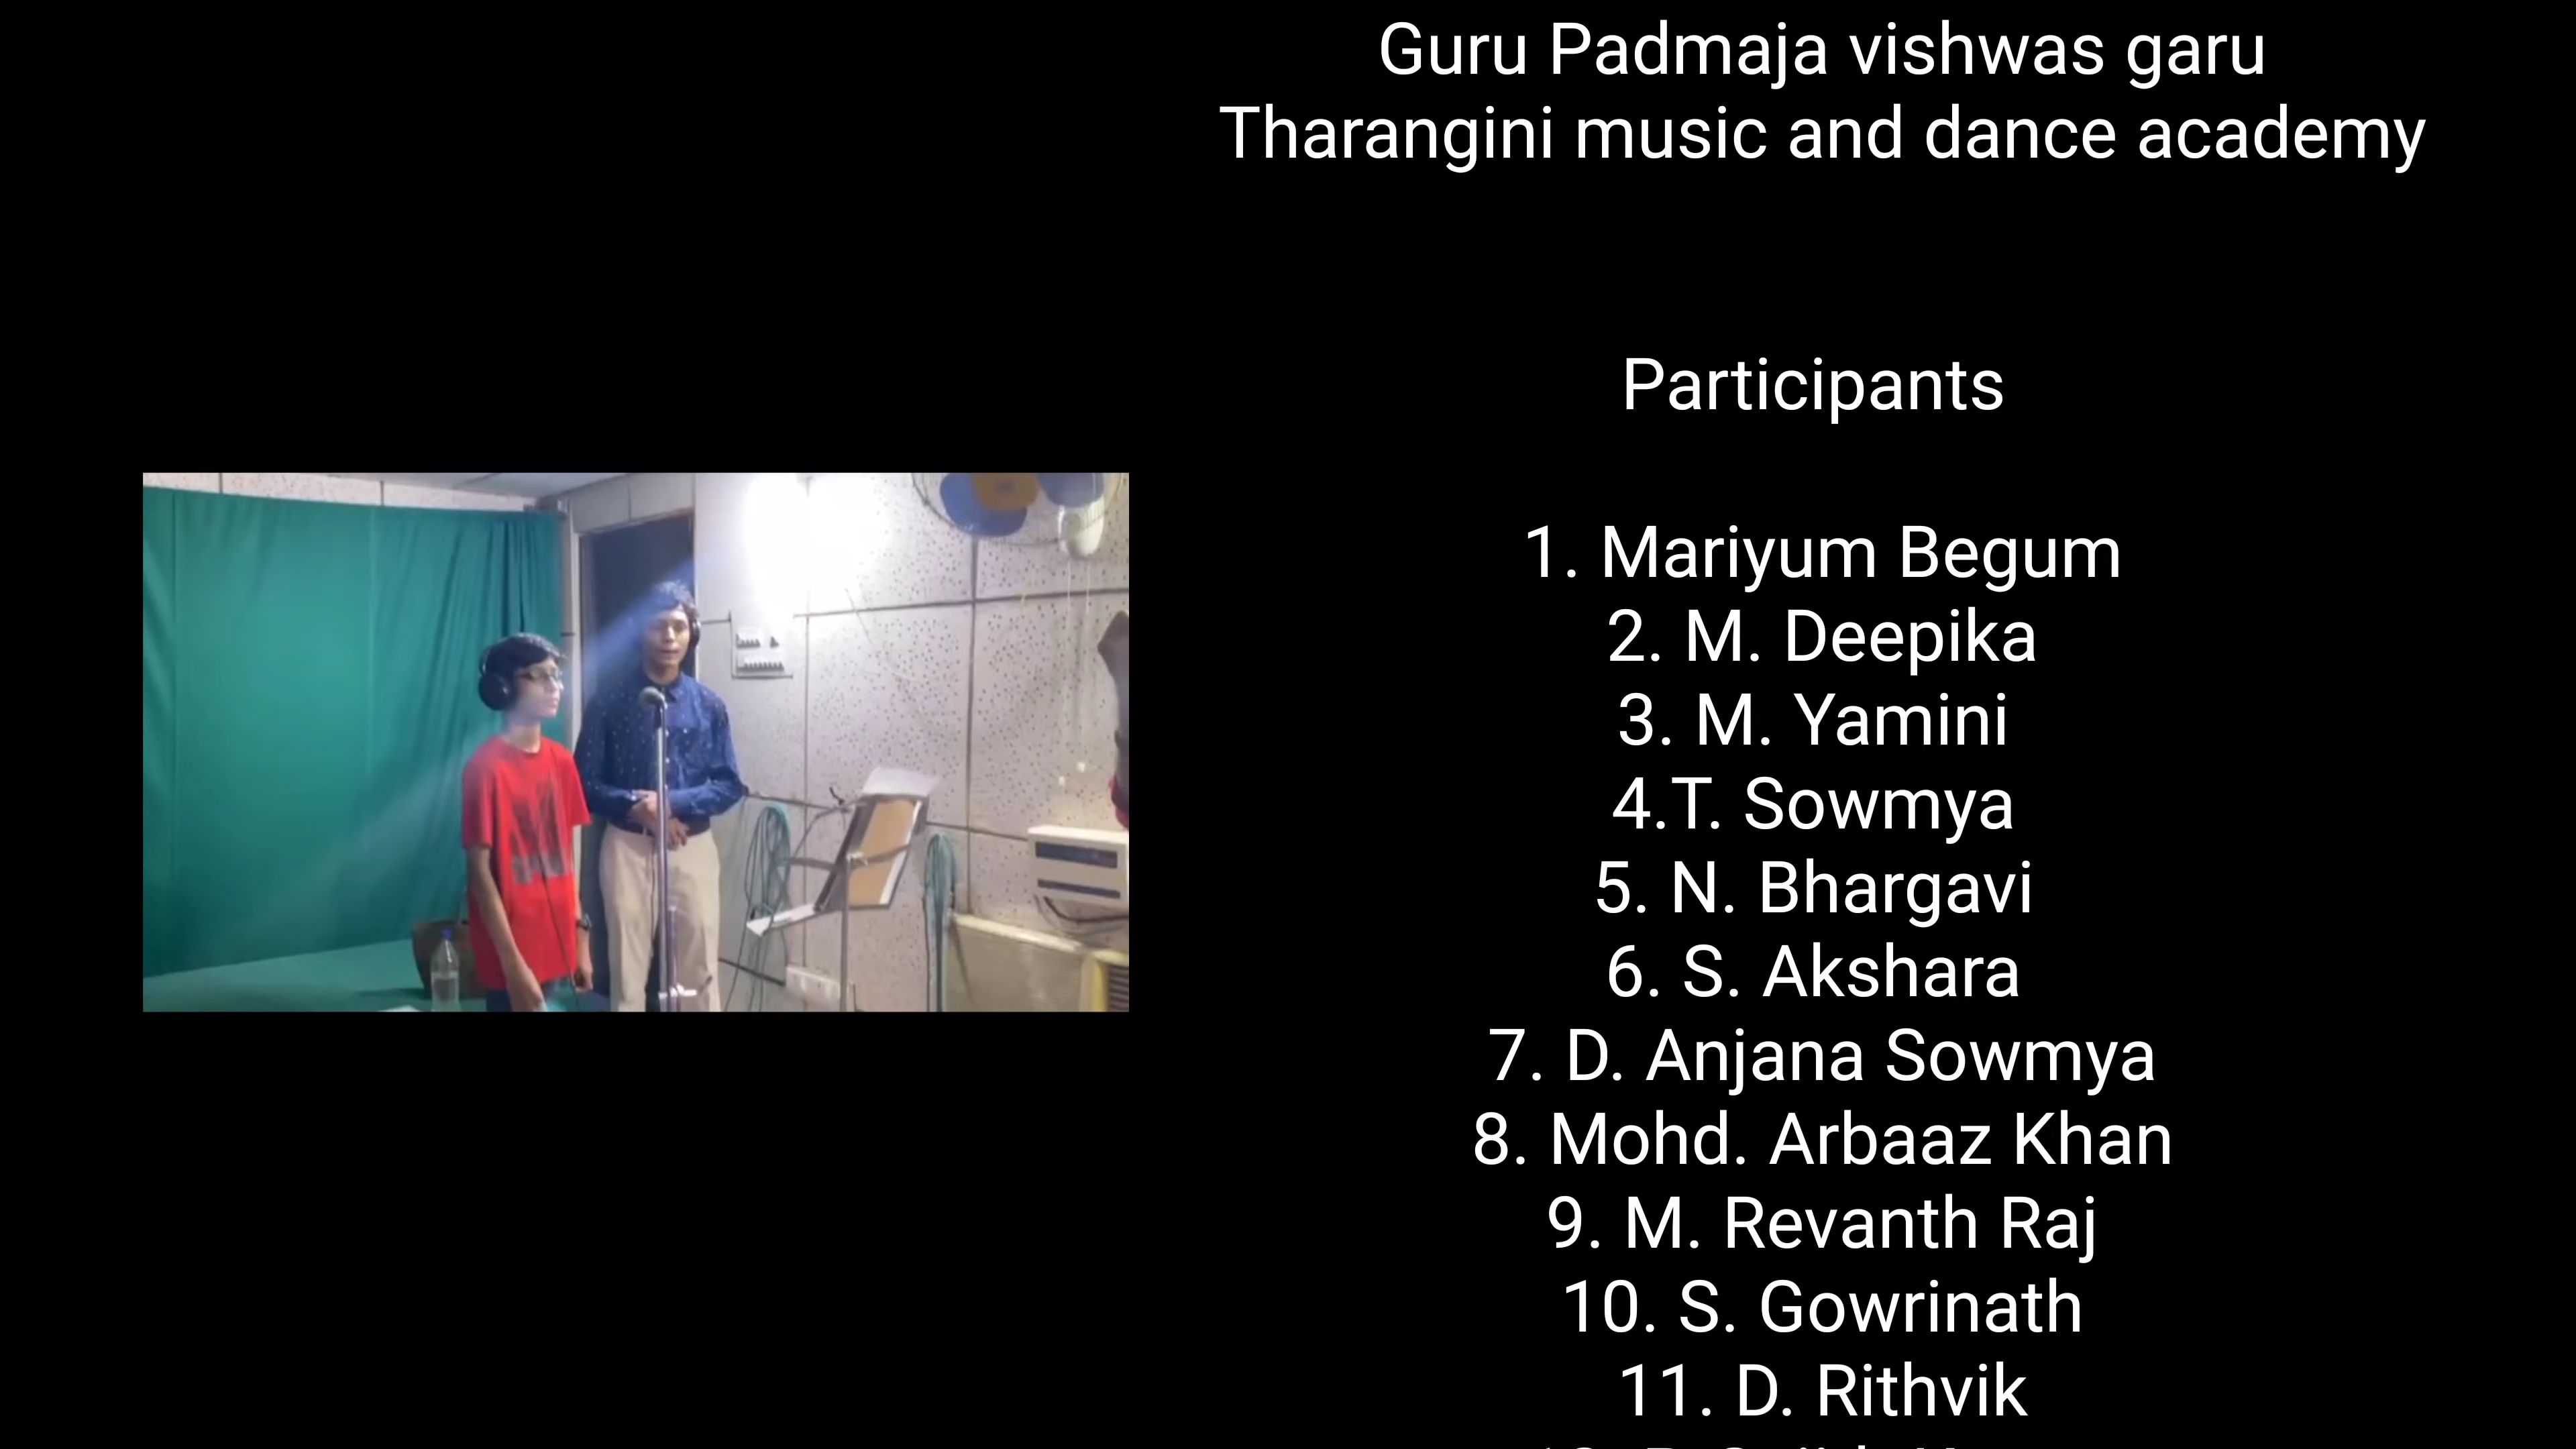 Guru Padmaja vishwas garu
Tharangini music and dance academy
Participants
1. Mariyum Begum
2. M. Deepika
3. M. Yamini
4.T. Sowmya
5. N. Bhargavi
6. S. Akshara
7. D. Anjana Sowmya
8. Mohd. Arbaaz Khan
9. M. Revanth Raj
10. S. Gowrinath
11. D. Rithvik